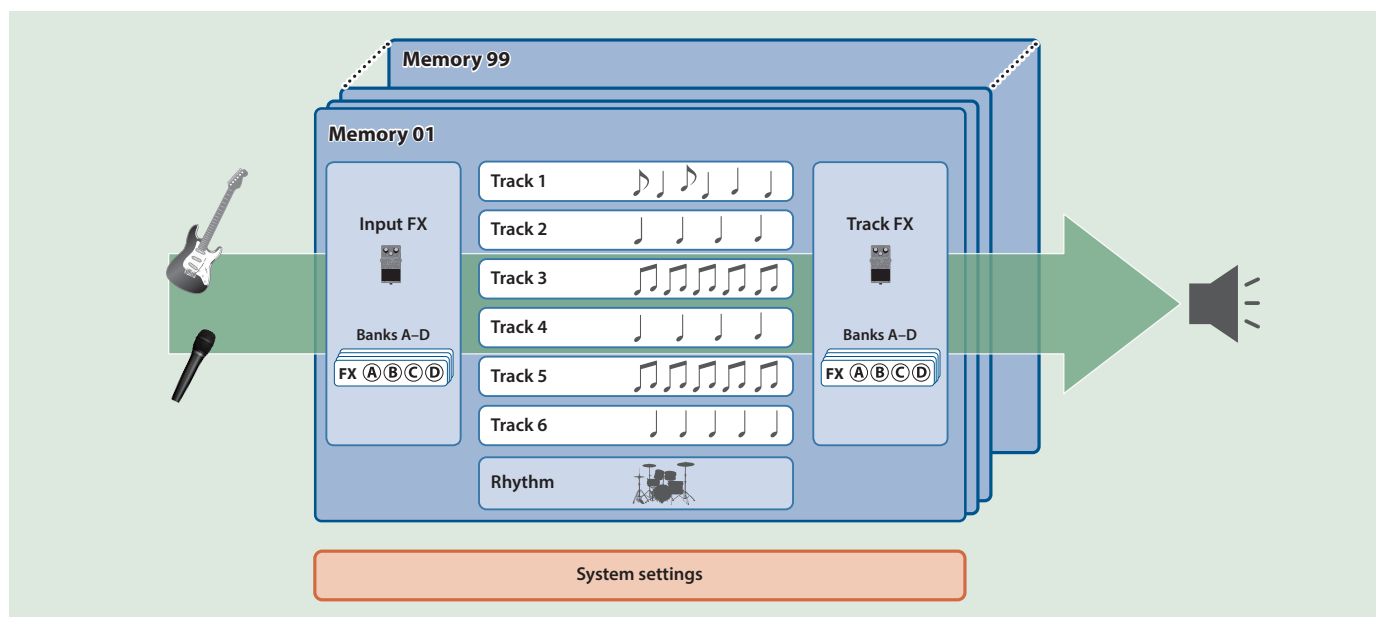 Memory 99
Memory 01
Input FX
Banks A–D
FX Ⓐ Ⓑ Ⓒ Ⓓ
Track 1
Track 2
Track 3
Track 4
Track 5
Track 6
Rhythm
Track FX
Banks A–D
FX Ⓐ Ⓑ Ⓒ Ⓓ
System settings